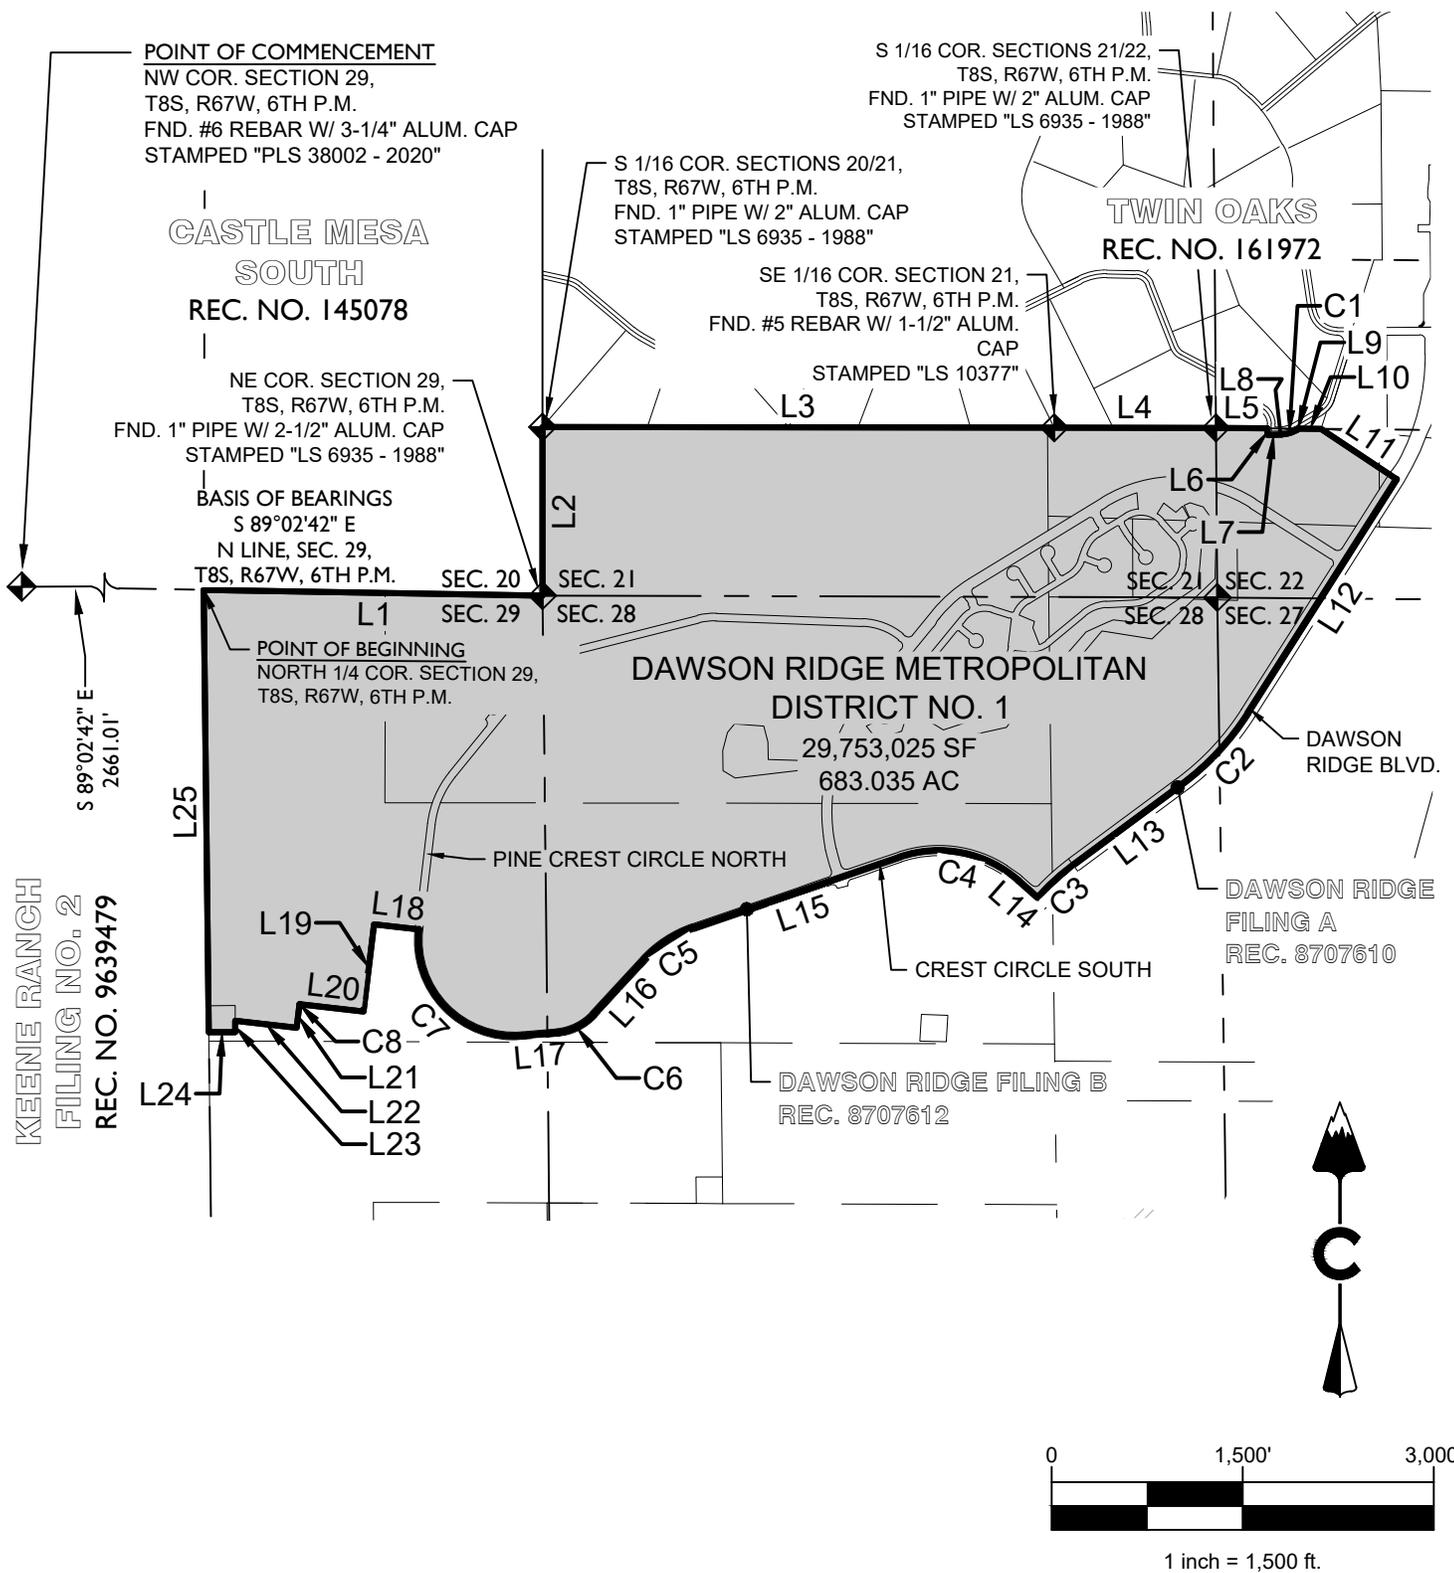 POINT OF COMMENCEMENT
NW COR. SECTION 29,
T8S, R67W, 6TH P.M.
FND. #6 REBAR W/ 3-1/4" ALUM. CAP
STAMPED "PLS 38002 - 2020"
S 1/16 COR. SECTIONS 21/22,
T8S, R67W, 6TH P.M.
FND. 1" PIPE W/ 2" ALUM. CAP
STAMPED "LS 6935 - 1988"
S 1/16 COR. SECTIONS 20/21,
T8S, R67W, 6TH P.M.
FND. 1" PIPE W/ 2" ALUM. CAP
STAMPED "LS 6935 - 1988"
CASTLE MESA
SOUTH
REC. NO. 145078
TWIN OAKS
REC. NO. 161972
SE 1/16 COR. SECTION 21,
T8S, R67W, 6TH P.M.
FND. #5 REBAR W/ 1-1/2" ALUM.
CAP
STAMPED "LS 10377"
C1
L9
L10
L8
NE COR. SECTION 29,
T8S, R67W, 6TH P.M.
FND. 1" PIPE W/ 2-1/2" ALUM. CAP
STAMPED "LS 6935 - 1988"
L3
L4
L5
L11
L6
L7
L2
BASIS OF BEARINGS
S 89°02'42" E
N LINE, SEC. 29,
T8S, R67W, 6TH P.M.
SEC. 20
SEC. 21
SEC. 29
SEC. 28
SEC. 21
SEC. 22
SEC. 28
SEC. 27
L1
L12
POINT OF BEGINNING
NORTH 1/4 COR. SECTION 29,
T8S, R67W, 6TH P.M.
DAWSON RIDGE METROPOLITAN
DISTRICT NO. 1
29,753,025 SF
683.035 AC
S 89°02'42" E
2661.01'
DAWSON
RIDGE BLVD.
C2
L25
L13
PINE CREST CIRCLE NORTH
C4
L14
C3
L15
KEENE RANCH
FILING NO. 2
REC. NO. 9639479
DAWSON RIDGE
FILING A
REC. 8707610
L18
L19
C5
CREST CIRCLE SOUTH
L20
L16
C7
C8
L17
L21
C6
L24
L22
L23
DAWSON RIDGE FILING B
REC. 8707612
C
0 1,500' 3,000
1 inch = 1,500 ft.